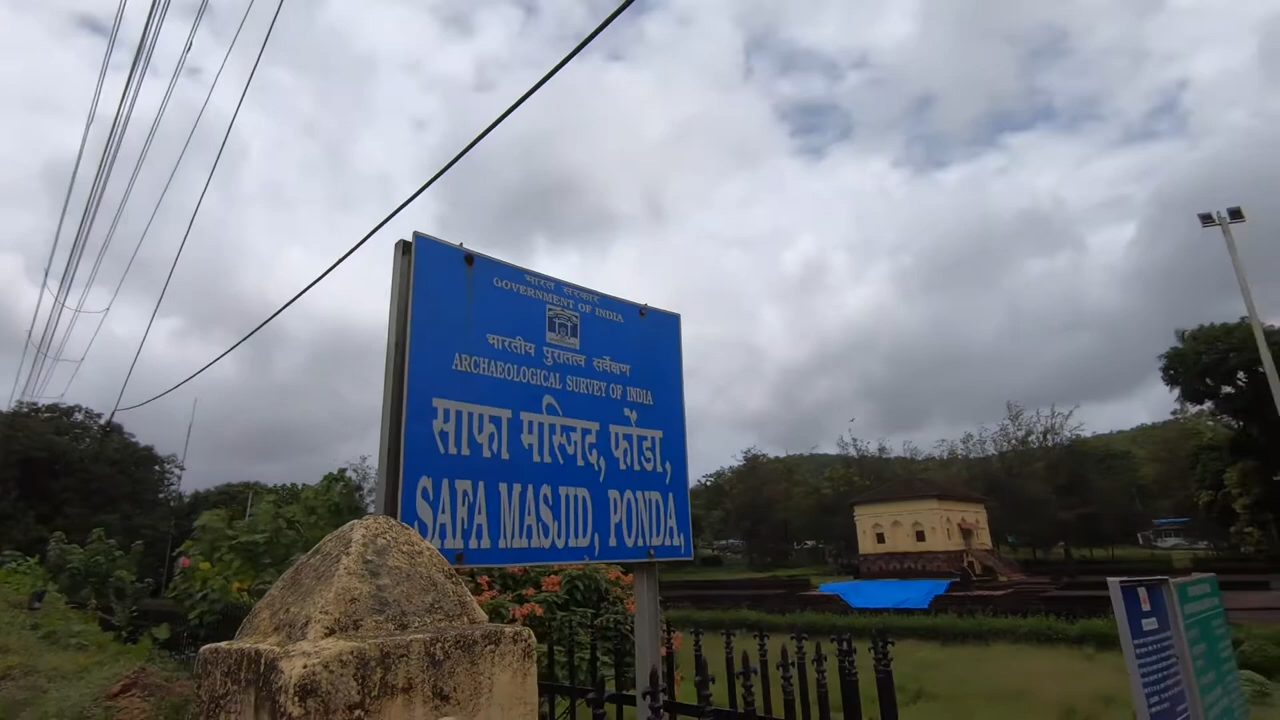 भारत सरकार
GOVERNMENT OF INDIA
भारतीय पुरातत्व सर्वेक्षण
ARCHAEOLOGICAL SURVEY OF INDIA
साफा मस्जिद, फोंडा,
SAFA MASJID, PONDA,